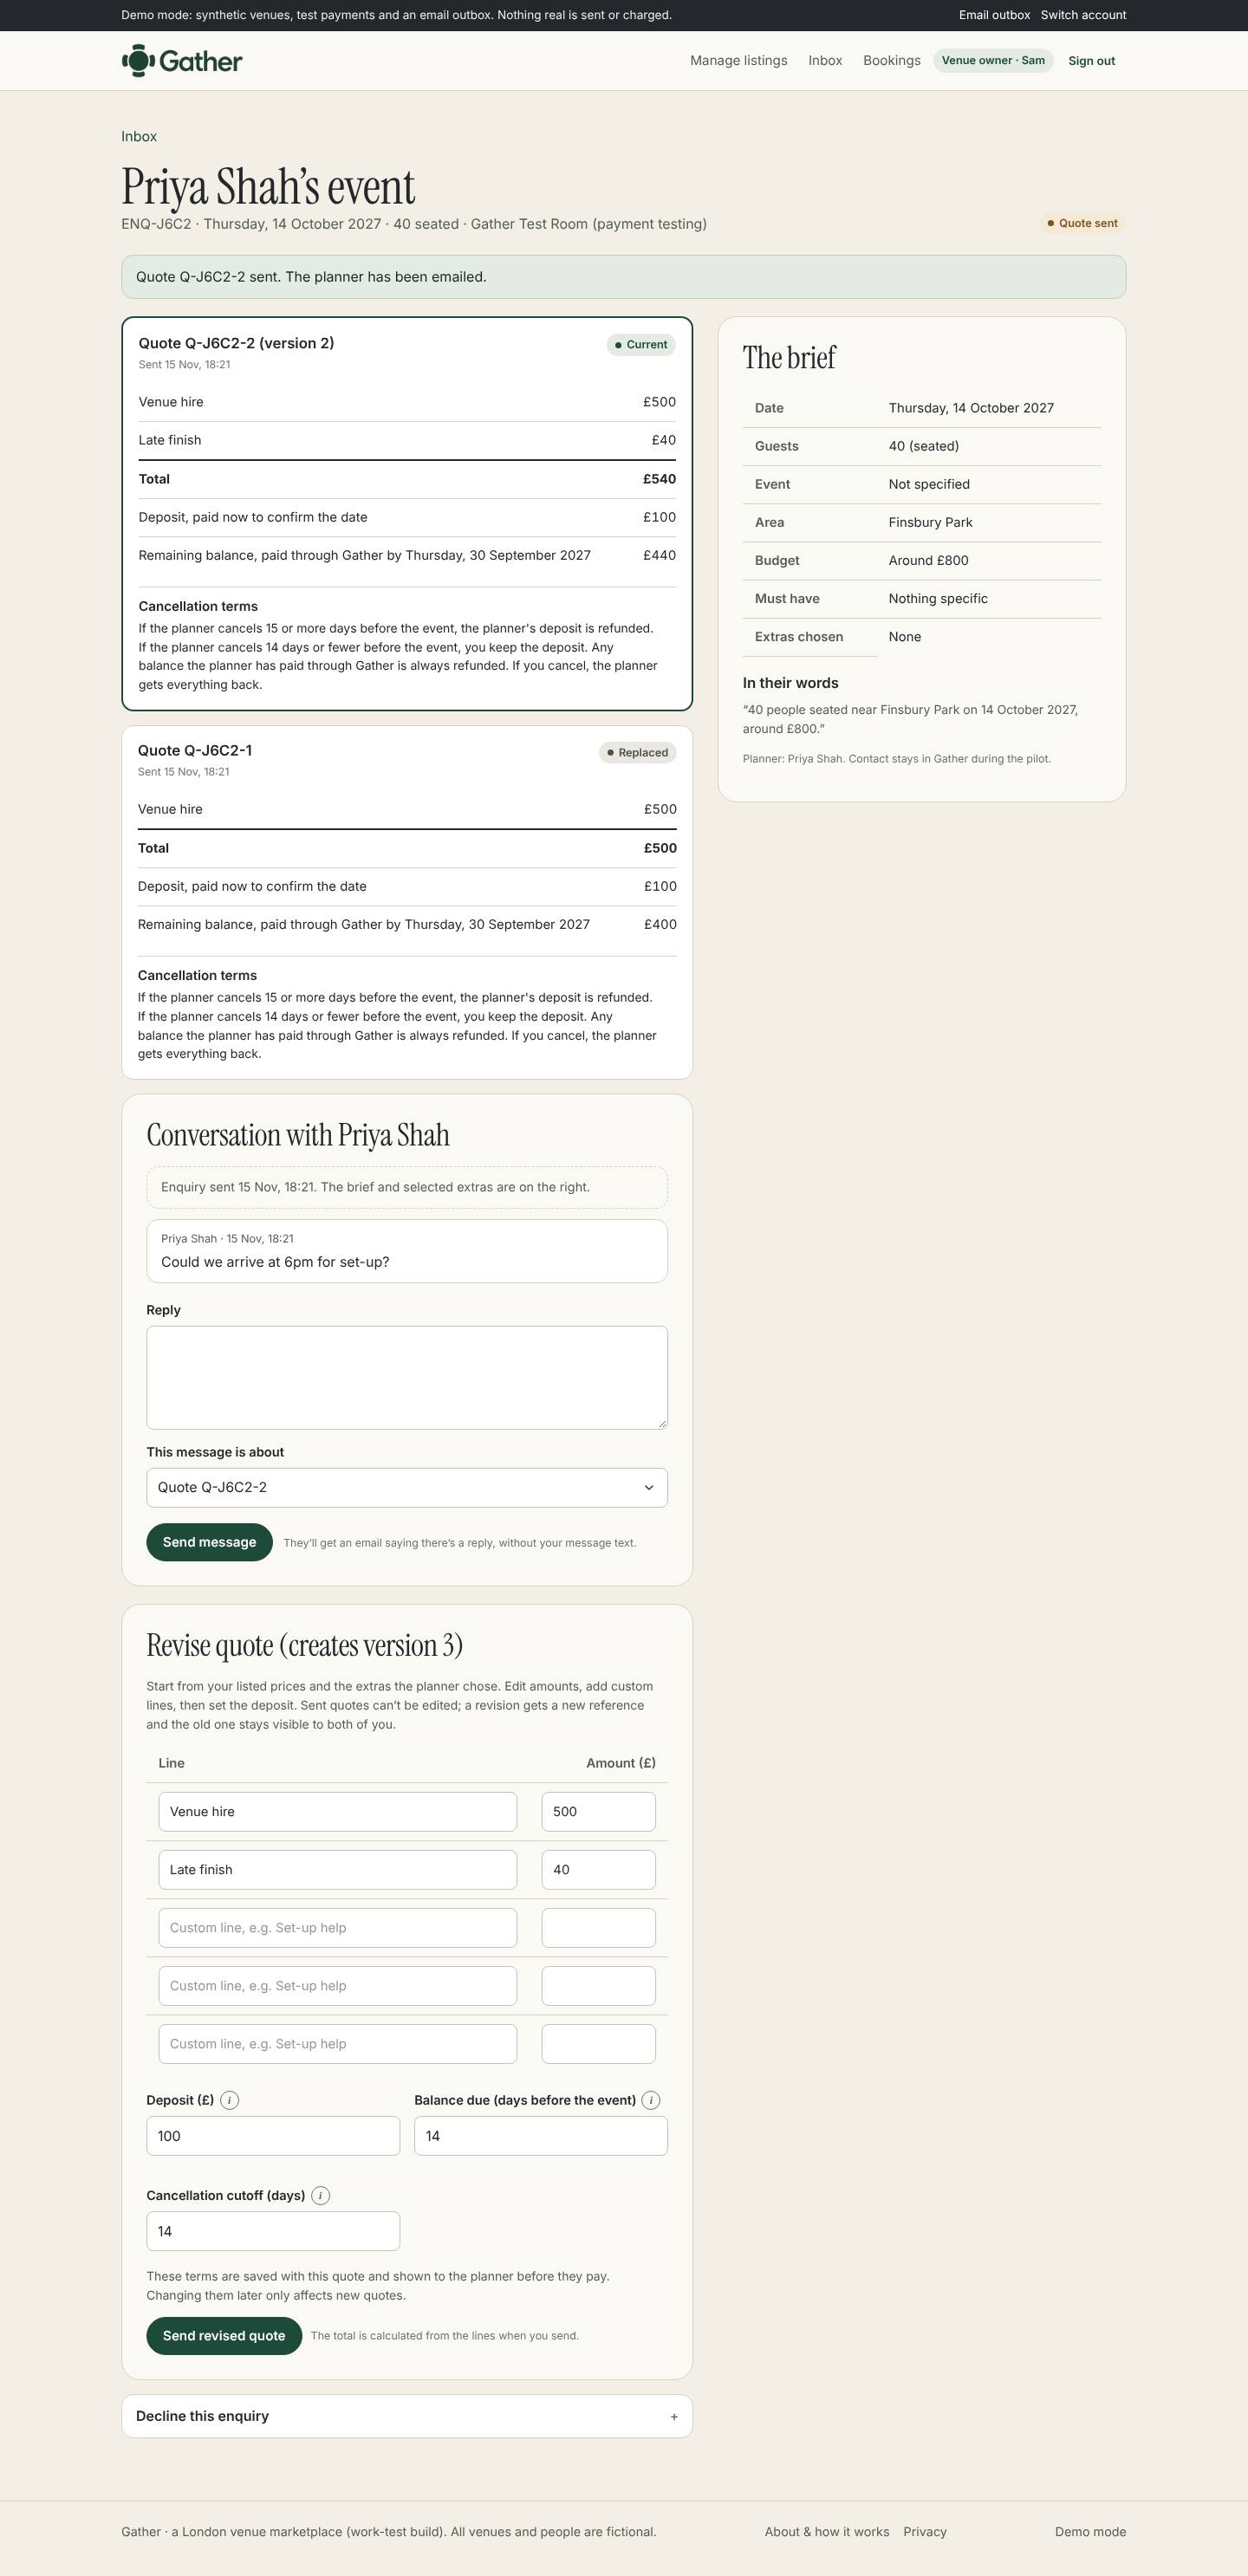 Demo mode: synthetic venues, test payments and an email outbox. Nothing real is sent or charged.
Email outbox Switch account
Gather
Manage listings Inbox Bookings Venue owner · Sam Sign out
Inbox
Priya Shah’s event
ENQ-J6C2 · Thursday, 14 October 2027 · 40 seated · Gather Test Room (payment testing)
Quote sent
Quote Q-J6C2-2 sent. The planner has been emailed.
Quote Q-J6C2-2 (version 2)
Current
Sent 15 Nov, 18:21
Venue hire £500
Late finish £40
Total £540
Deposit, paid now to confirm the date £100
Remaining balance, paid through Gather by Thursday, 30 September 2027 £440
Cancellation terms
If the planner cancels 15 or more days before the event, the planner's deposit is refunded.
If the planner cancels 14 days or fewer before the event, you keep the deposit. Any
balance the planner has paid through Gather is always refunded. If you cancel, the planner
gets everything back.
Quote Q-J6C2-1
Replaced
Sent 15 Nov, 18:21
Venue hire £500
Total £500
Deposit, paid now to confirm the date £100
Remaining balance, paid through Gather by Thursday, 30 September 2027 £400
Cancellation terms
If the planner cancels 15 or more days before the event, the planner's deposit is refunded.
If the planner cancels 14 days or fewer before the event, you keep the deposit. Any
balance the planner has paid through Gather is always refunded. If you cancel, the planner
gets everything back.
Conversation with Priya Shah
Enquiry sent 15 Nov, 18:21. The brief and selected extras are on the right.
Priya Shah · 15 Nov, 18:21
Could we arrive at 6pm for set-up?
Reply
This message is about
Quote Q-J6C2-2
Send message They’ll get an email saying there’s a reply, without your message text.
Revise quote (creates version 3)
Start from your listed prices and the extras the planner chose. Edit amounts, add custom
lines, then set the deposit. Sent quotes can’t be edited; a revision gets a new reference
and the old one stays visible to both of you.
Line Amount (£)
Venue hire 500
Late finish 40
Custom line, e.g. Set-up help
Custom line, e.g. Set-up help
Custom line, e.g. Set-up help
Deposit (£) i
100
Balance due (days before the event) i
14
Cancellation cutoff (days) i
14
These terms are saved with this quote and shown to the planner before they pay.
Changing them later only affects new quotes.
Send revised quote The total is calculated from the lines when you send.
Decline this enquiry +
The brief
Date Thursday, 14 October 2027
Guests 40 (seated)
Event Not specified
Area Finsbury Park
Budget Around £800
Must have Nothing specific
Extras chosen None
In their words
“40 people seated near Finsbury Park on 14 October 2027,
around £800.”
Planner: Priya Shah. Contact stays in Gather during the pilot.
Gather · a London venue marketplace (work-test build). All venues and people are fictional.
About & how it works Privacy
Demo mode